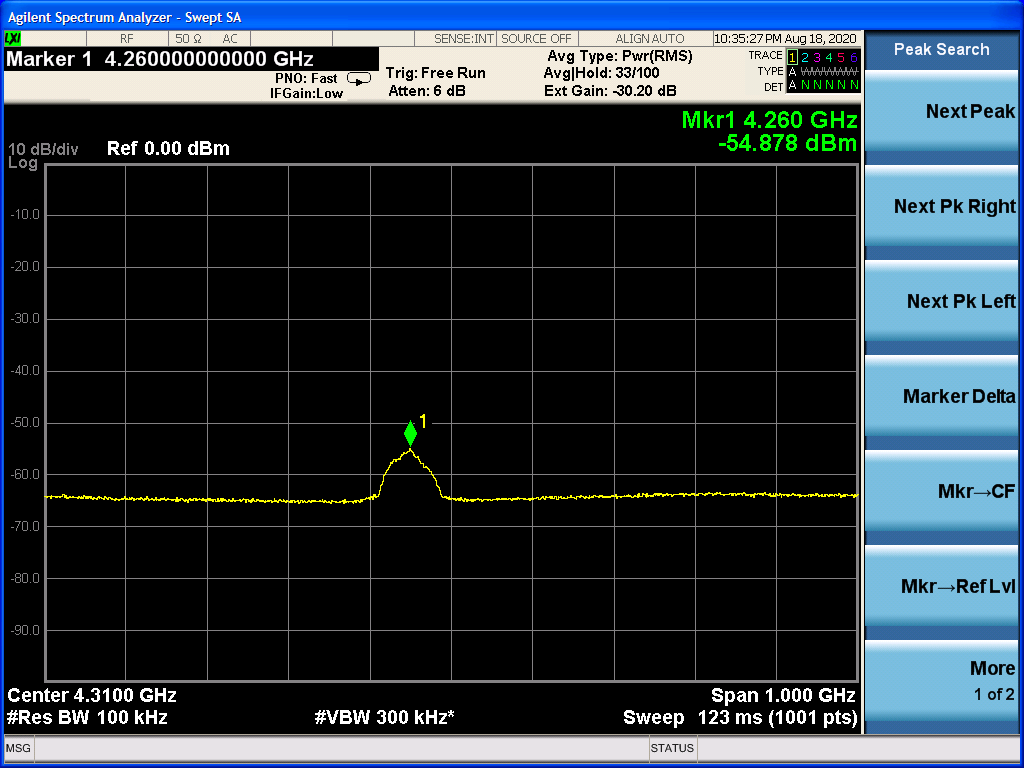 Agilent Spectrum Analyzer - Swept SA
LXI RF 50 Ω AC SENSE:INT SOURCE OFF ALIGN AUTO 10:35:27 PM Aug 18, 2020
Marker 1 4.260000000000 GHz
PNO: Fast
IFGain:Low
Trig: Free Run
Atten: 6 dB
Avg Type: Pwr(RMS)
Avg|Hold: 33/100
Ext Gain: -30.20 dB
TRACE 1 2 3 4 5 6
TYPE A WWWWW
DET A N N N N N
Mkr1 4.260 GHz
-54.878 dBm
10 dB/div Ref 0.00 dBm
Log
-10.0
-20.0
-30.0
-40.0
-50.0
-60.0
-70.0
-80.0
-90.0
1
Center 4.3100 GHz Span 1.000 GHz
#Res BW 100 kHz #VBW 300 kHz* Sweep 123 ms (1001 pts)
MSG STATUS
Peak Search
Next Peak
Next Pk Right
Next Pk Left
Marker Delta
Mkr→CF
Mkr→Ref Lvl
More
1 of 2